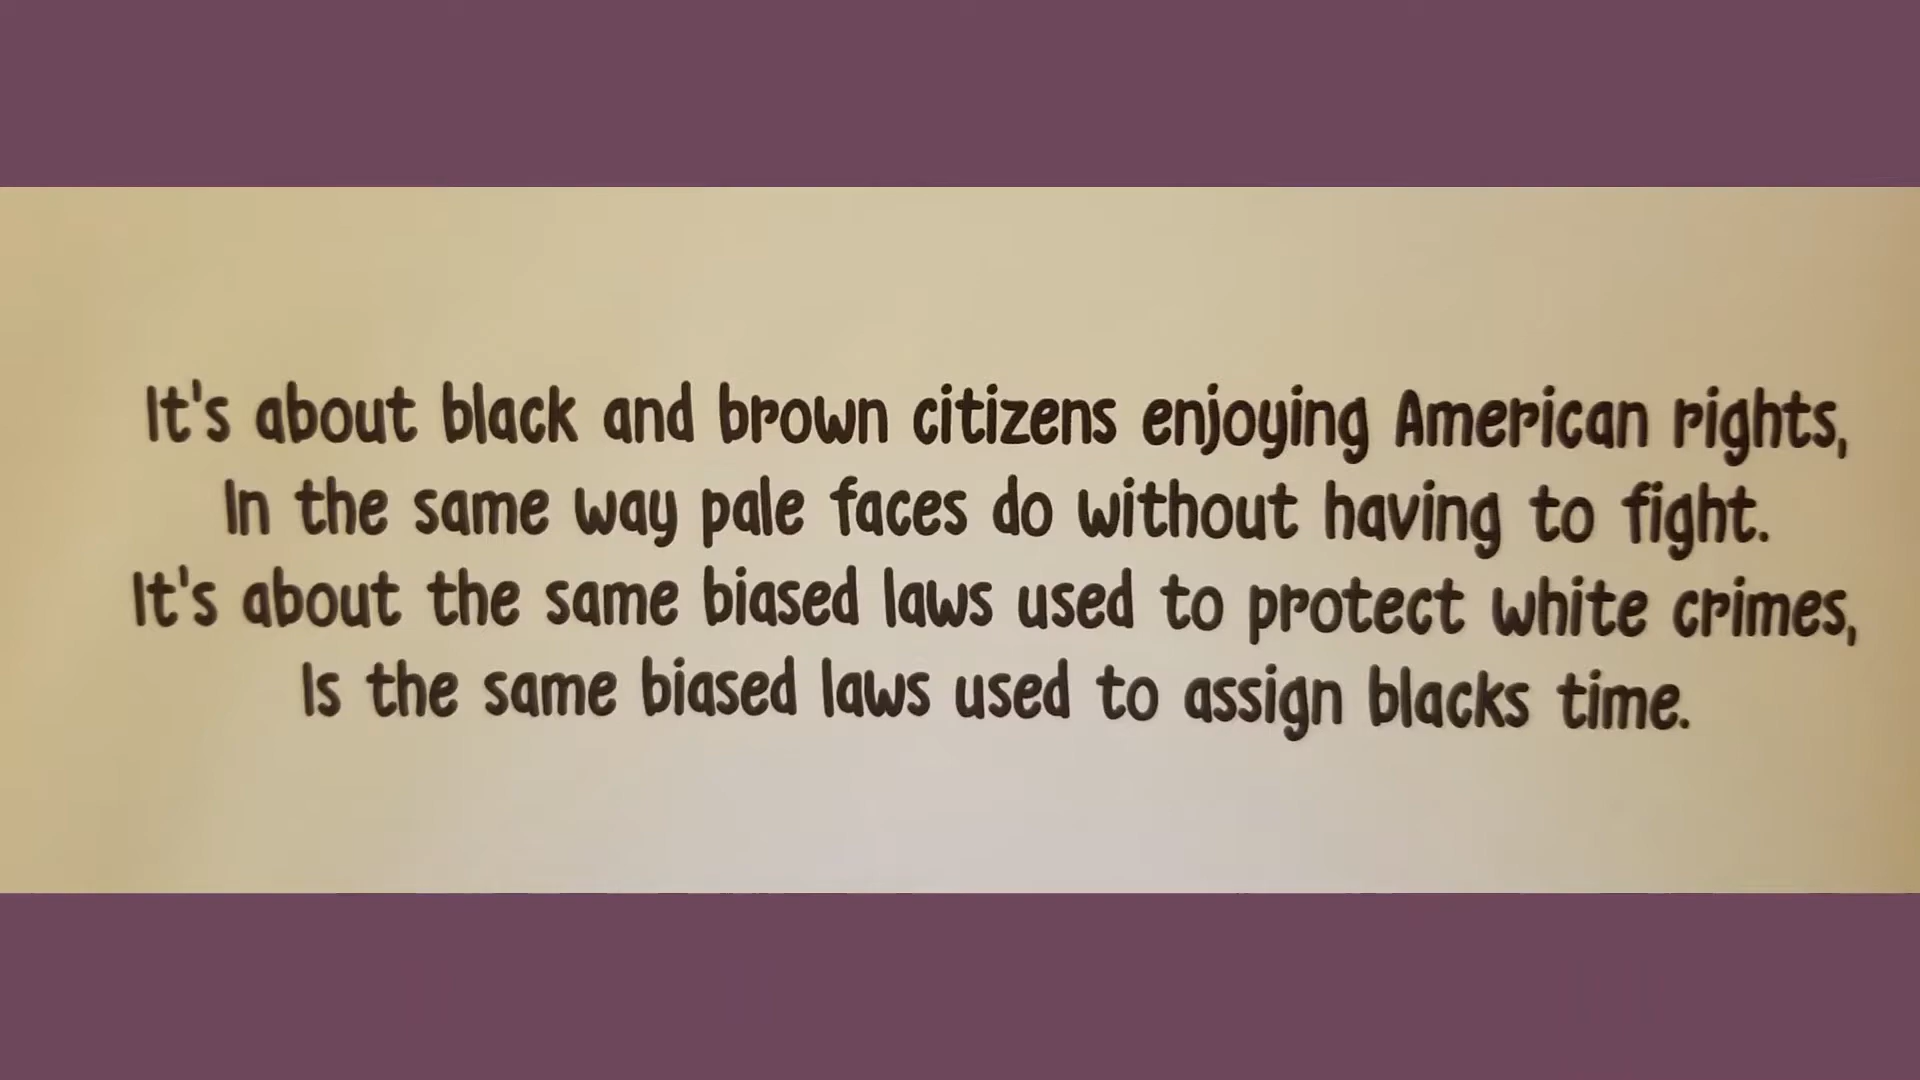 It's about black and brown citizens enjoying American rights,
In the same way pale faces do without having to fight.
It's about the same biased laws used to protect white crimes,
Is the same biased laws used to assign blacks time.